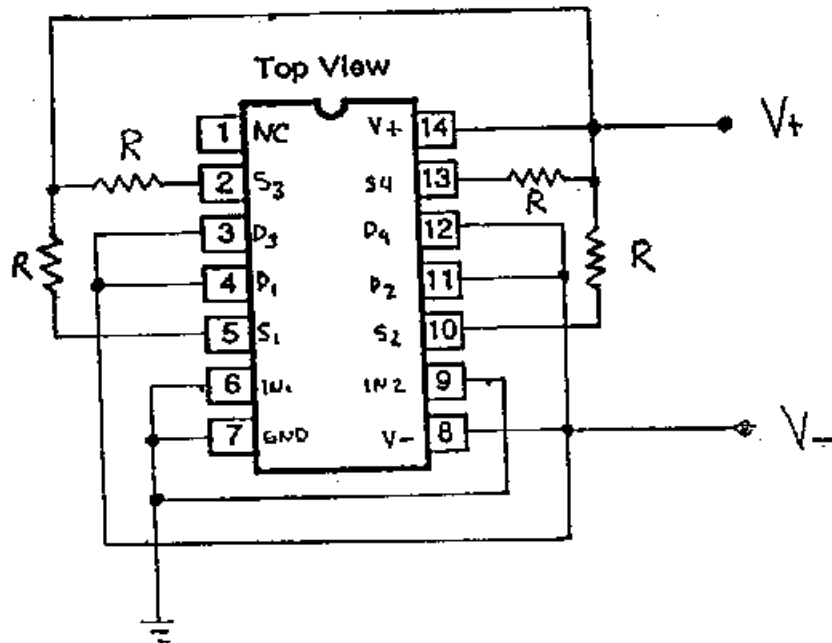 Top View
1 NC V+ 14 V+
R 2 S3 S4 13 R
3 D3 D4 12
R 4 D1 D2 11 R
5 S1 S2 10
6 IN1 IN2 9
7 GND V- 8 V-